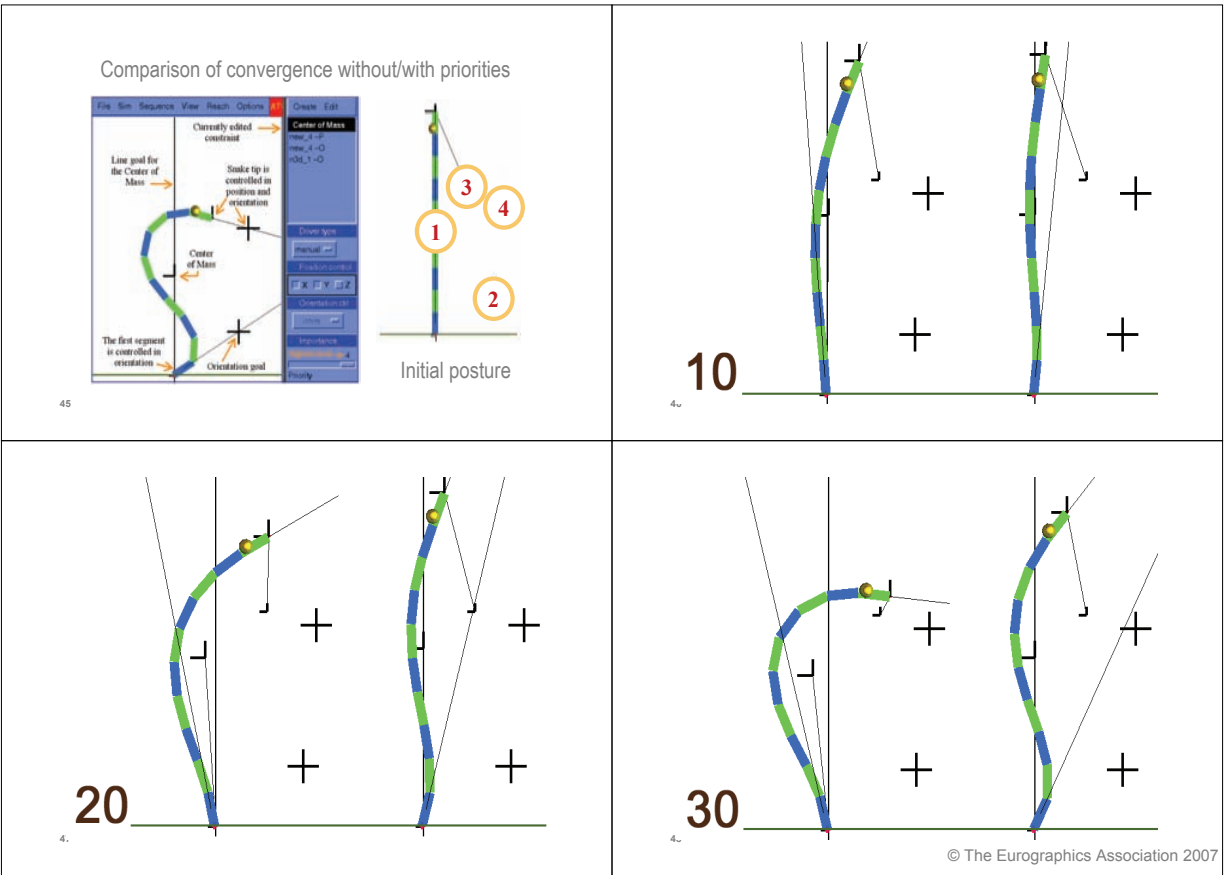 Comparison of convergence without/with priorities
File Sim Sequence View Reach Options
Create Edit
Currently edited
constraint
Center of Mass
new_4 -P
new_4 -O
n3d_1 -O
Line goal for
the Center of
Mass
Snake tip is
controlled in
position and
orientation
Center
of Mass
Driver type
manual
Position control
X Y Z
Orientation ctrl
Importance
Priority
The first segment
is controlled in
orientation
Orientation goal
1
2
3
4
Initial posture
45
10
20
30
© The Eurographics Association 2007